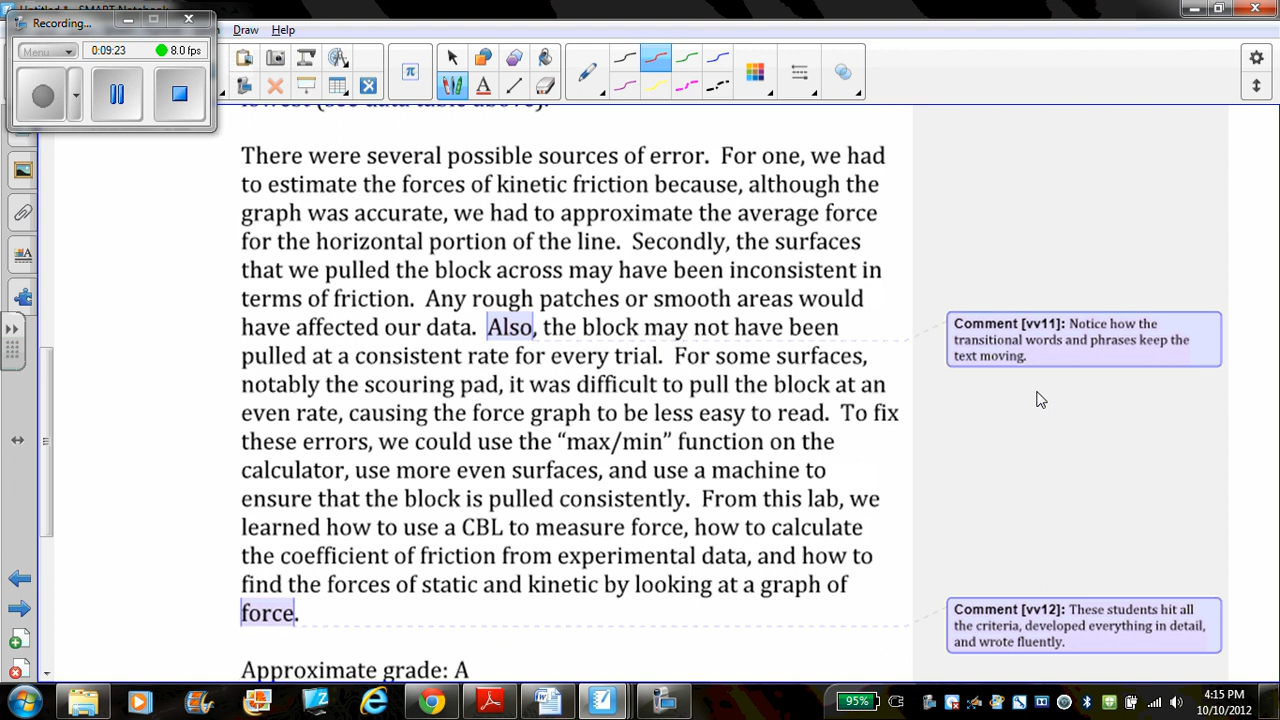 Untitled * - SMART Notebook
Recording...
Menu
0:09:23
8.0 fps
Draw Help
lowest (see data table above).
There were several possible sources of error.  For one, we had
to estimate the forces of kinetic friction because, although the
graph was accurate, we had to approximate the average force
for the horizontal portion of the line.  Secondly, the surfaces
that we pulled the block across may have been inconsistent in
terms of friction.  Any rough patches or smooth areas would
have affected our data.  Also, the block may not have been
pulled at a consistent rate for every trial.  For some surfaces,
notably the scouring pad, it was difficult to pull the block at an
even rate, causing the force graph to be less easy to read.  To fix
these errors, we could use the “max/min” function on the
calculator, use more even surfaces, and use a machine to
ensure that the block is pulled consistently.  From this lab, we
learned how to use a CBL to measure force, how to calculate
the coefficient of friction from experimental data, and how to
find the forces of static and kinetic by looking at a graph of
force.
Approximate grade: A
Comment [vv11]: Notice how the
transitional words and phrases keep the
text moving.
Comment [vv12]: These students hit all
the criteria, developed everything in detail,
and wrote fluently.
95%
4:15 PM
10/10/2012